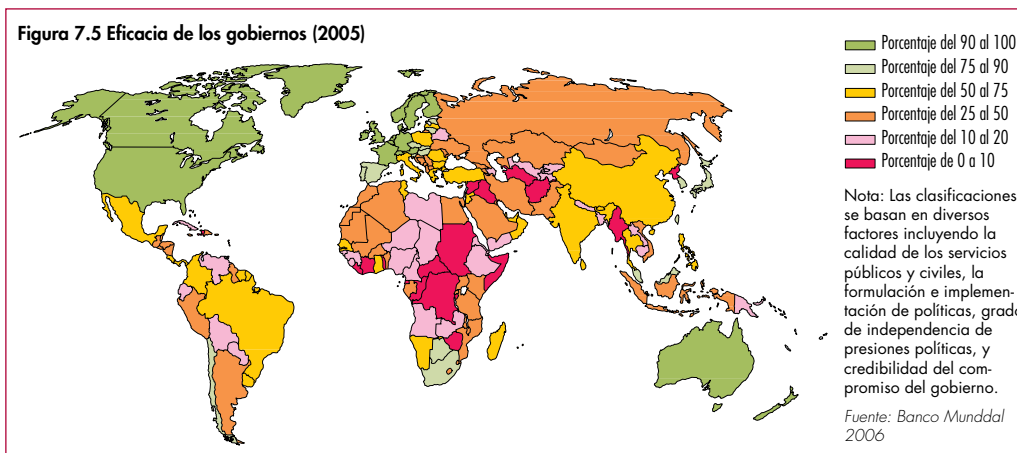 Figura 7.5 Eficacia de los gobiernos (2005)
Porcentaje del 90 al 100
Porcentaje del 75 al 90
Porcentaje del 50 al 75
Porcentaje del 25 al 50
Porcentaje del 10 al 20
Porcentaje de 0 a 10
Nota: Las clasificaciones
se basan en diversos
factores incluyendo la
calidad de los servicios
públicos y civiles, la
formulación e implemen-
tación de políticas, grado
de independencia de
presiones políticas, y
credibilidad del com-
promiso del gobierno.
Fuente: Banco Munddal
2006